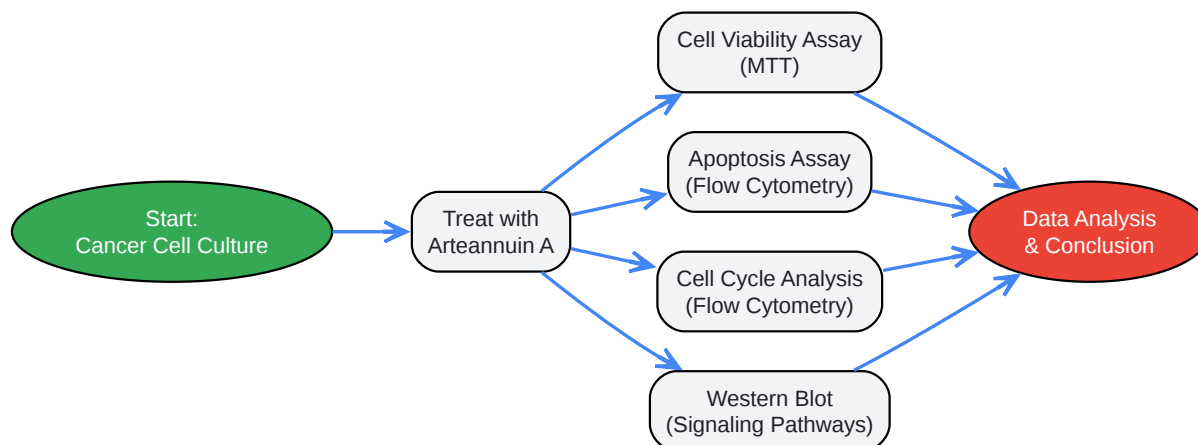 Start:
Cancer Cell Culture
Treat with
Arteannuin A
Cell Viability Assay
(MTT)
Apoptosis Assay
(Flow Cytometry)
Cell Cycle Analysis
(Flow Cytometry)
Western Blot
(Signaling Pathways)
Data Analysis
& Conclusion